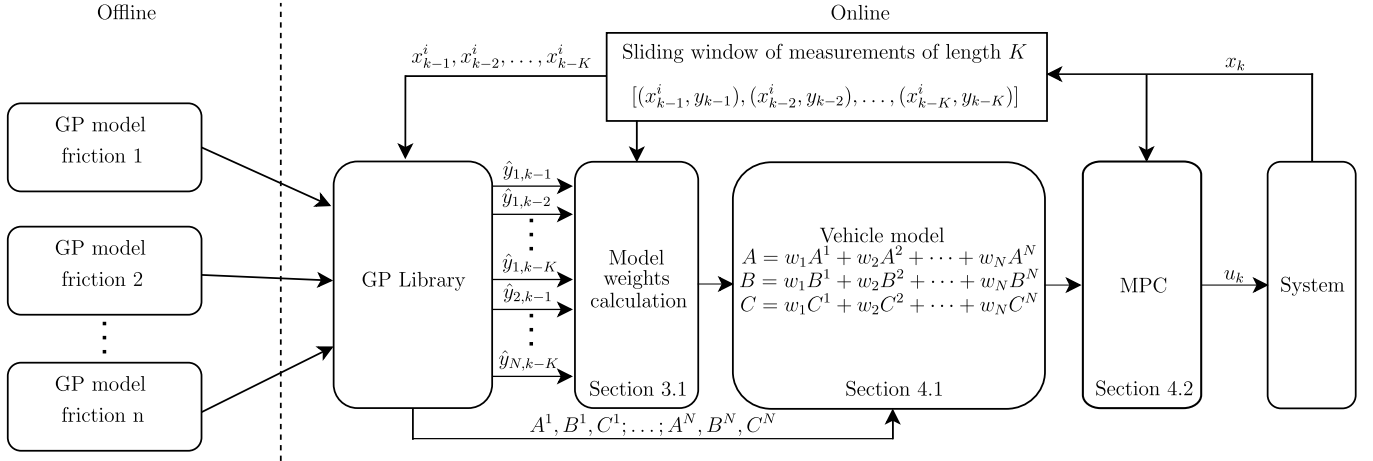 Offline
Online
GP model
friction 1
GP model
friction 2
⋮
GP model
friction n
x^i_{k−1}, x^i_{k−2}, …, x^i_{k−K}
Sliding window of measurements of length K
[(x^i_{k−1}, y_{k−1}), (x^i_{k−2}, y_{k−2}), …, (x^i_{k−K}, y_{k−K})]
x_k
GP Library
ŷ_{1,k−1}
ŷ_{1,k−2}
⋮
ŷ_{1,k−K}
ŷ_{2,k−1}
⋮
ŷ_{N,k−K}
Model
weights
calculation
Section 3.1
Vehicle model
A = w_1A^1 + w_2A^2 + ⋯ + w_NA^N
B = w_1B^1 + w_2B^2 + ⋯ + w_NB^N
C = w_1C^1 + w_2C^2 + ⋯ + w_NC^N
Section 4.1
MPC
Section 4.2
u_k
System
A^1, B^1, C^1; …; A^N, B^N, C^N